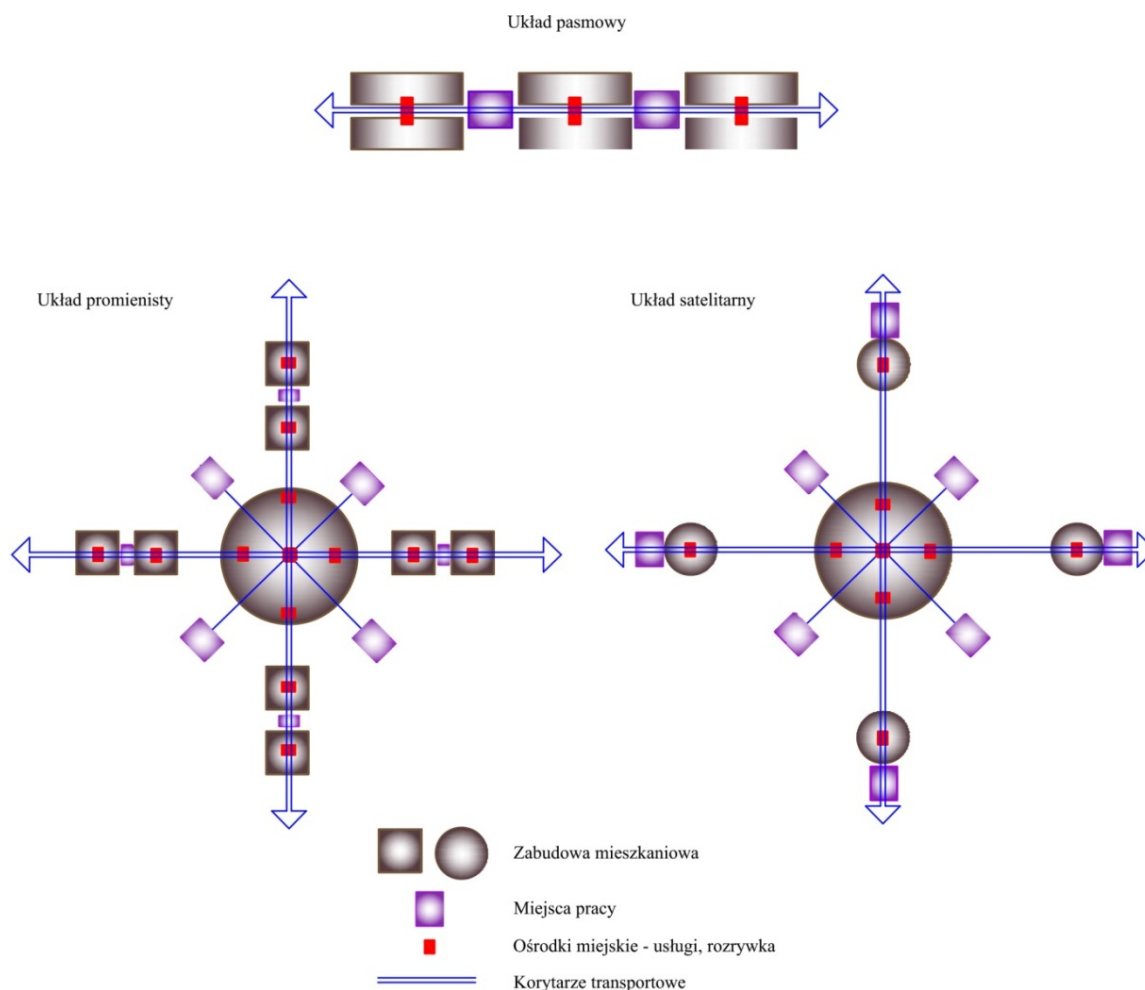 Układ pasmowy
Układ promienisty
Układ satelitarny
Zabudowa mieszkaniowa
Miejsca pracy
Ośrodki miejskie - usługi, rozrywka
Korytarze transportowe